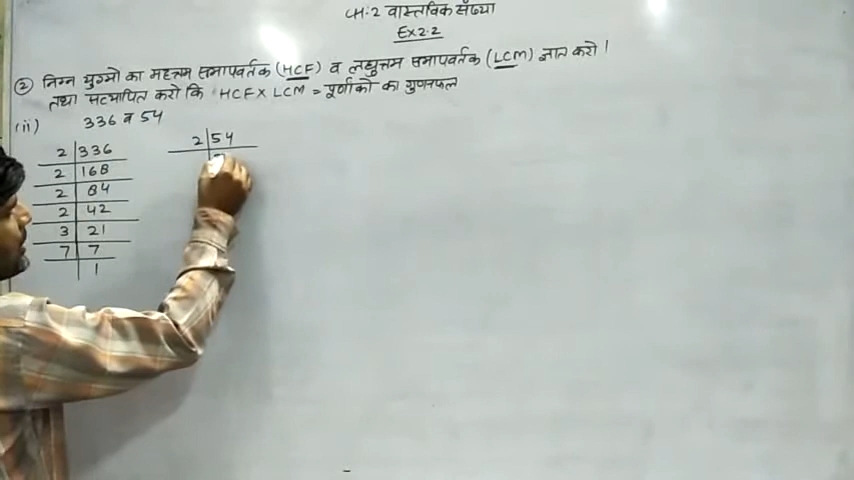 CH-2 वास्तविक संख्या
Ex 2.2
② निम्न युग्मो का महत्तम समापवर्तक (HCF) व लघुत्तम समापवर्तक (LCM) ज्ञात करो।
तथा सत्यापित करो कि HCF X LCM = पूर्णांको का गुणनफल
(ii) 336 व 54
2 336
2 168
2 84
2 42
3 21
7 7
1
2 54